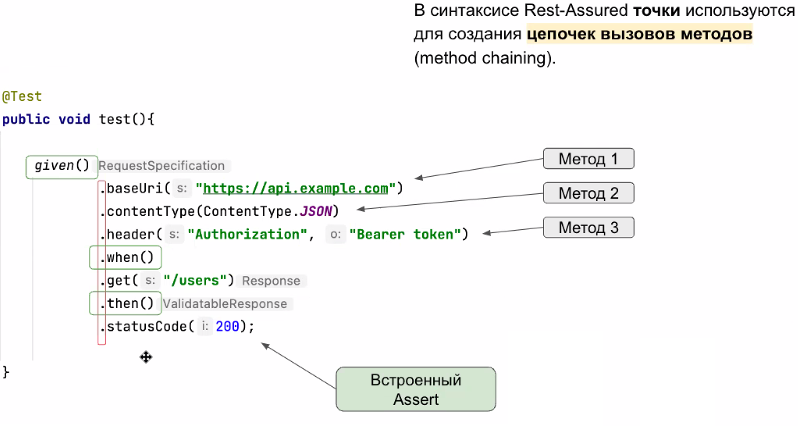 В синтаксисе Rest-Assured точки используются
для создания цепочек вызовов методов
(method chaining).
@Test
public void test(){
given() RequestSpecification
.baseUri( s: "https://api.example.com")
Метод 1
.contentType(ContentType.JSON)
Метод 2
.header( s: "Authorization", o: "Bearer token")
Метод 3
.when()
.get( s: "/users") Response
.then() ValidatableResponse
.statusCode( i: 200);
}
Встроенный
Assert